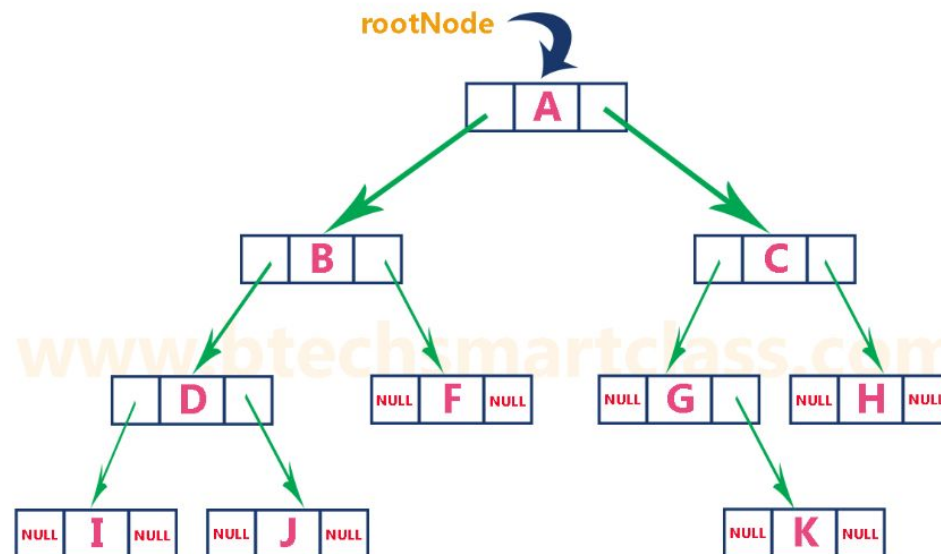 rootNode
A
B C
www.btechsmartclass.com
D NULL F NULL NULL G NULL H NULL
NULL I NULL NULL J NULL NULL K NULL